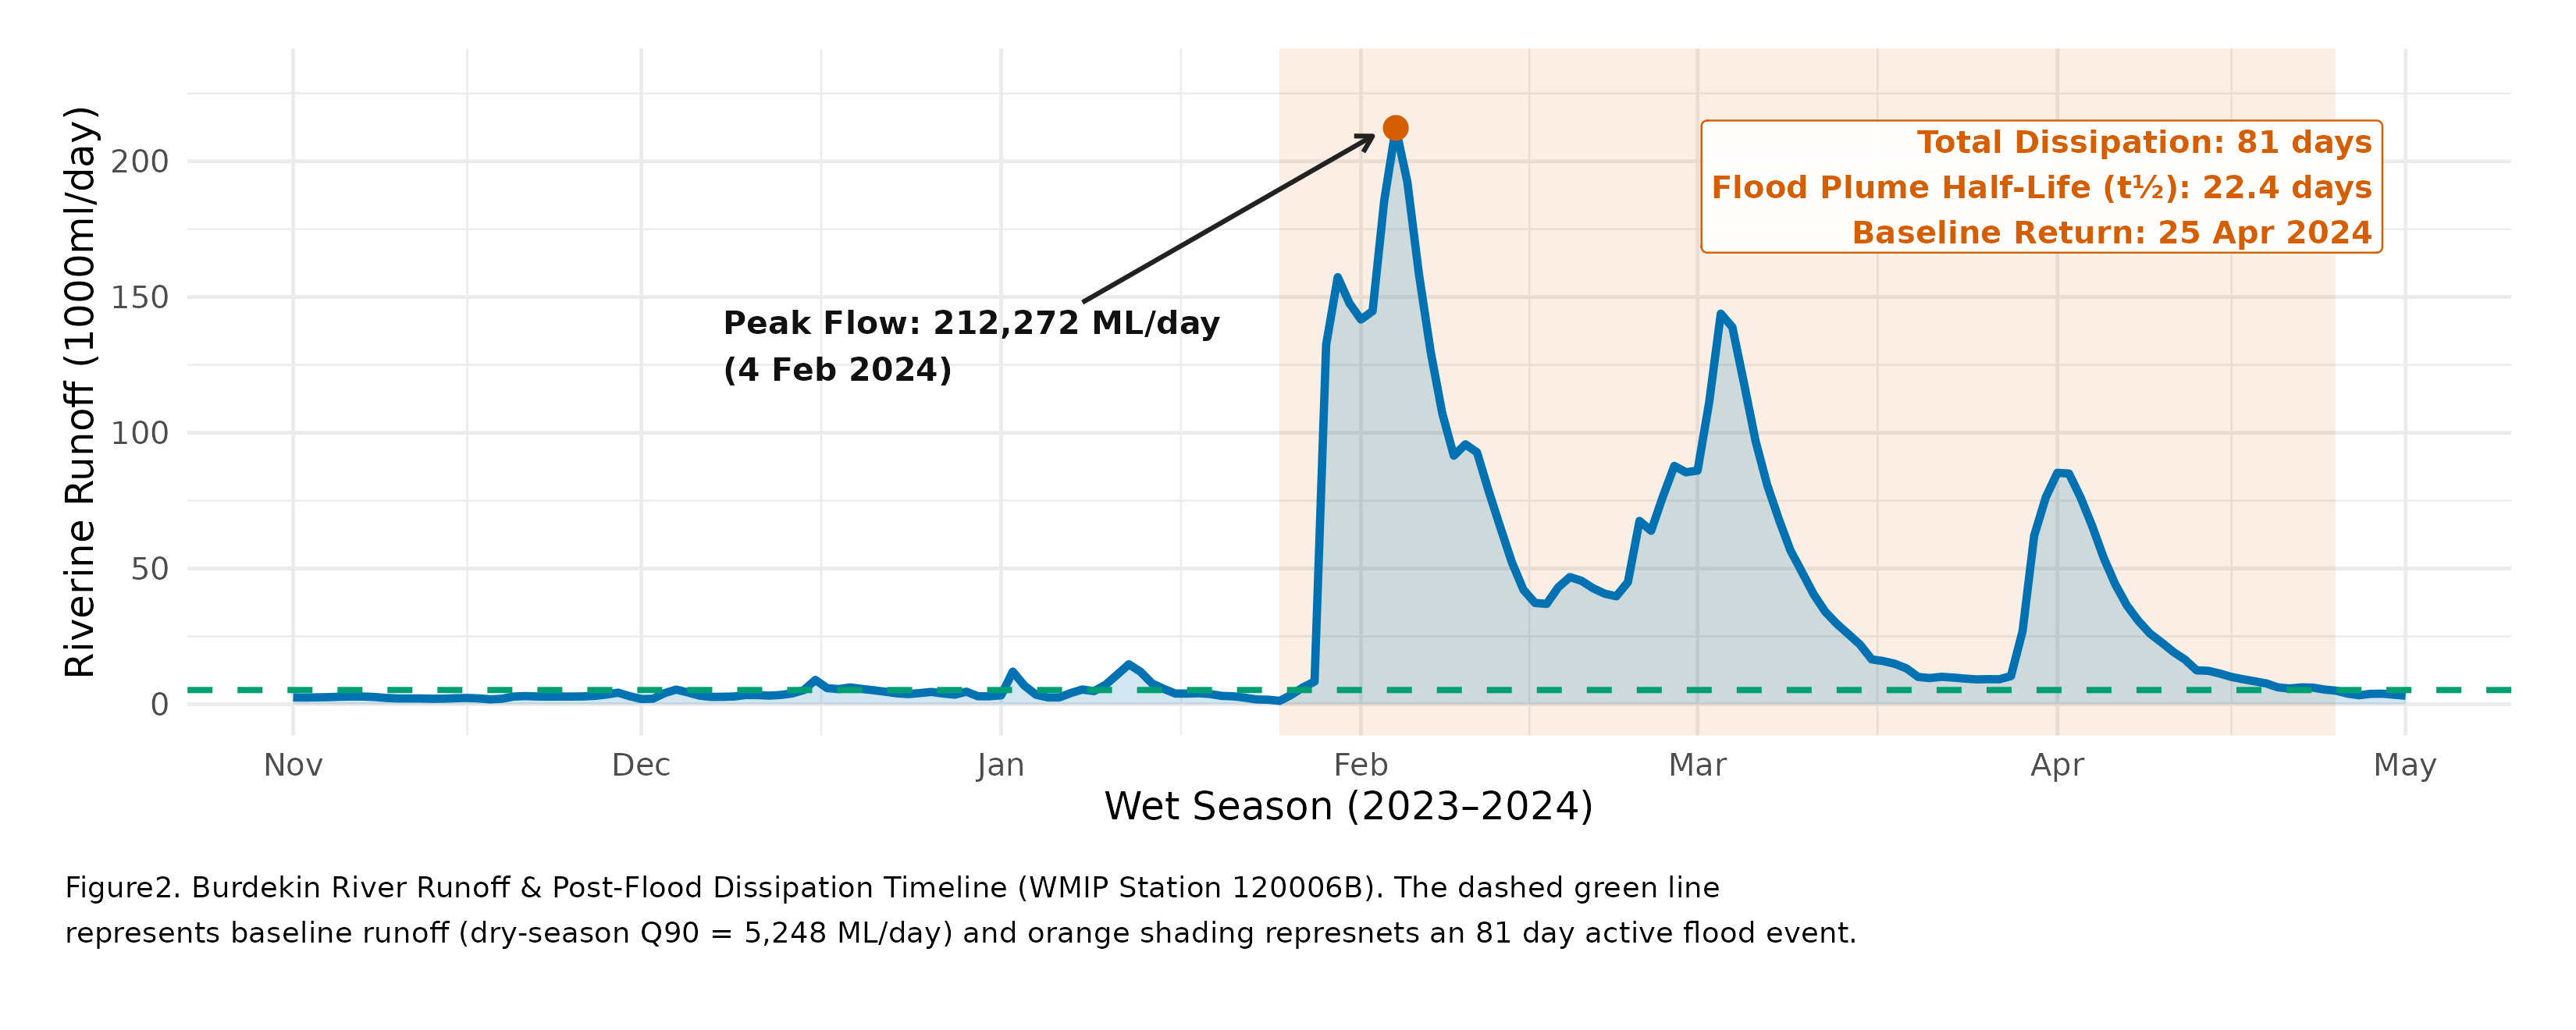 Riverine Runoff (1000ml/day)
200
150
100
50
0
Peak Flow: 212,272 ML/day
(4 Feb 2024)
Total Dissipation: 81 days
Flood Plume Half-Life (t½): 22.4 days
Baseline Return: 25 Apr 2024
Nov Dec Jan Feb Mar Apr May
Wet Season (2023–2024)
Figure2. Burdekin River Runoff & Post-Flood Dissipation Timeline (WMIP Station 120006B). The dashed green line
represents baseline runoff (dry-season Q90 = 5,248 ML/day) and orange shading represnets an 81 day active flood event.